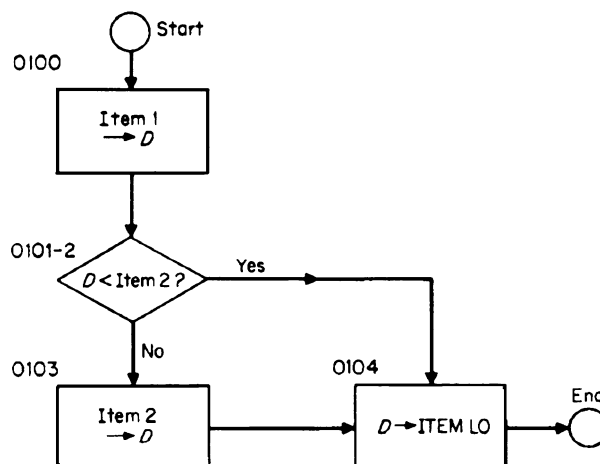 Start
0100
Item 1
→ D
0101-2
D < Item 2 ?
Yes
No
0103
Item 2
→ D
0104
D → ITEM LO
End